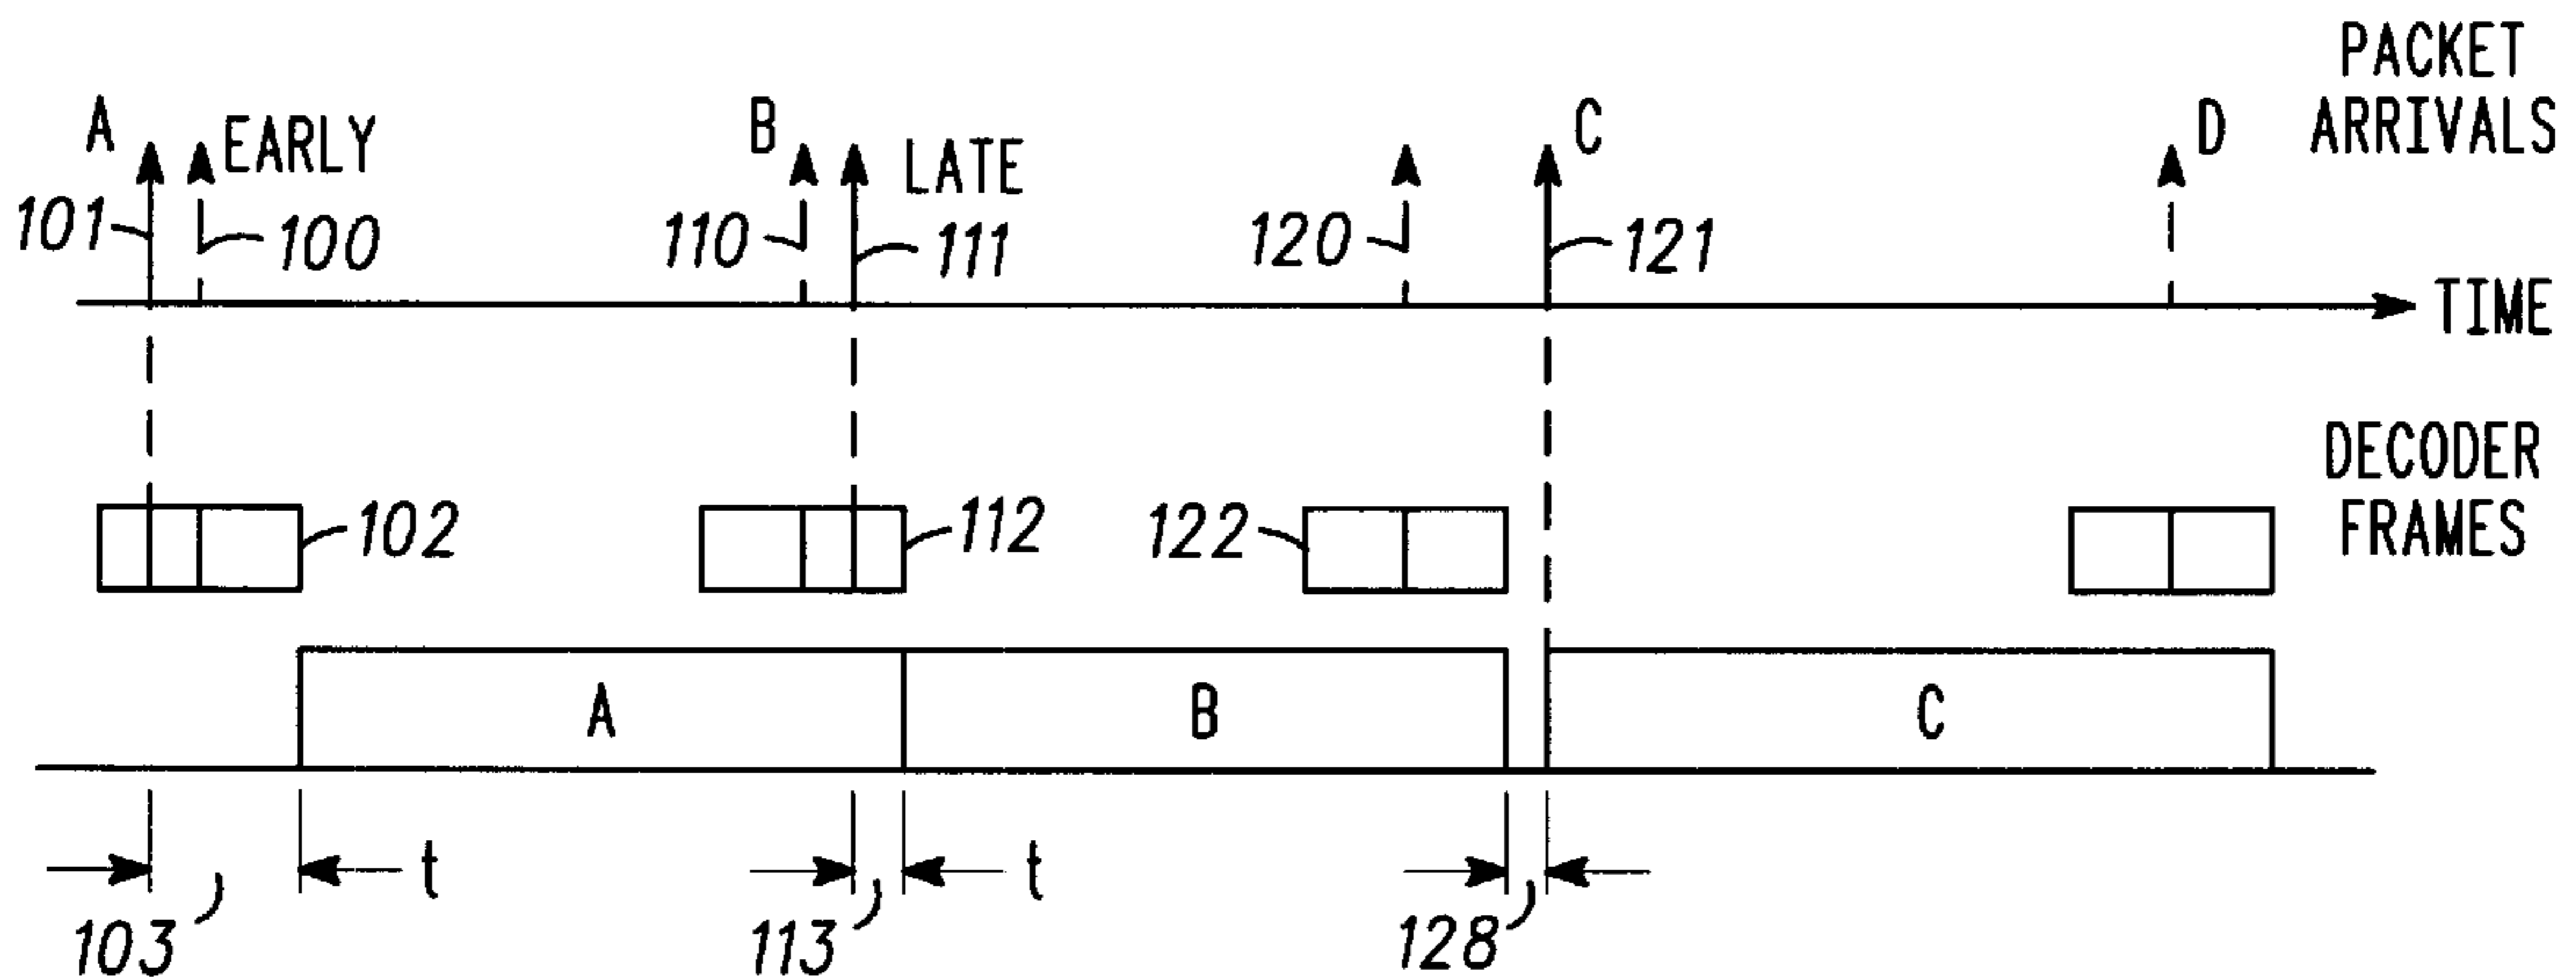 PACKET
ARRIVALS
A
EARLY
B
LATE
C
D
101
100
110
111
120
121
TIME
DECODER
FRAMES
102
112
122
A
B
C
t
t
103
113
128